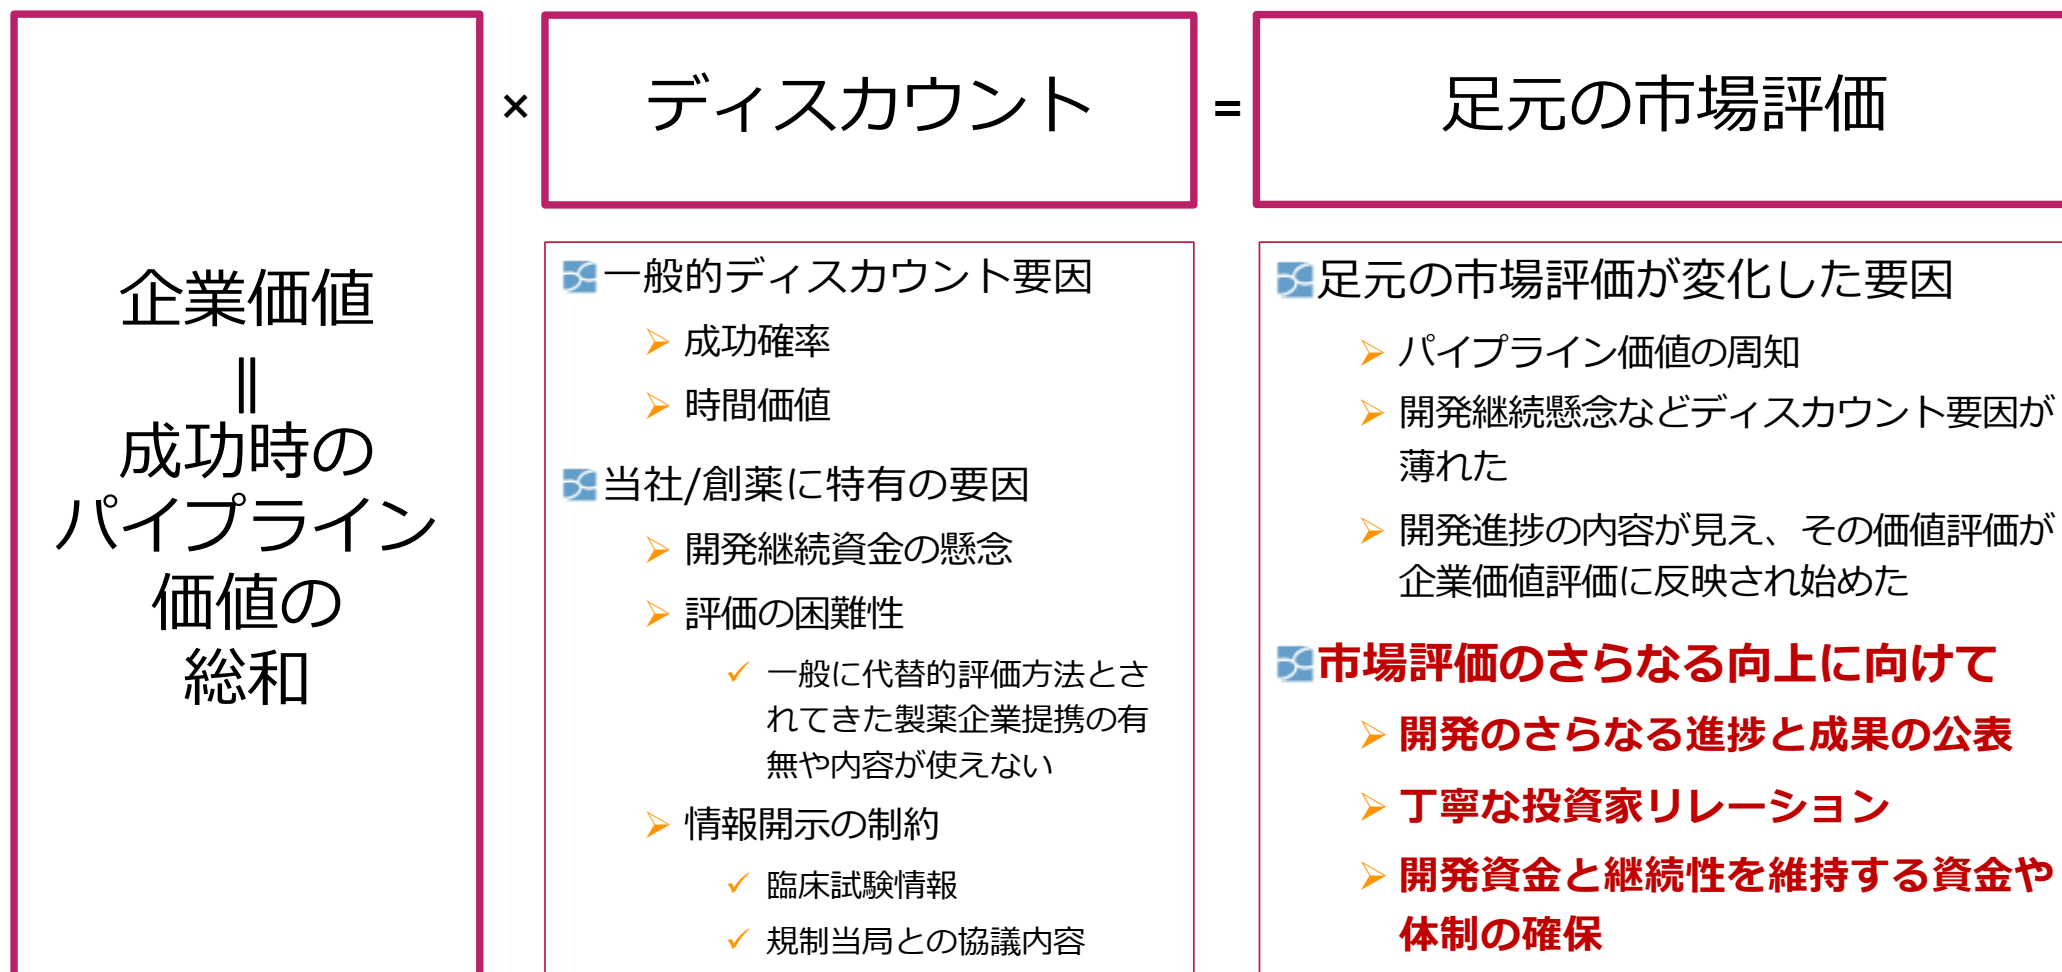 企業価値
||
成功時の
パイプライン
価値の
総和
×
ディスカウント
=
足元の市場評価
一般的ディスカウント要因
成功確率
時間価値
当社/創薬に特有の要因
開発継続資金の懸念
評価の困難性
一般に代替的評価方法とさ
れてきた製薬企業提携の有
無や内容が使えない
情報開示の制約
臨床試験情報
規制当局との協議内容
足元の市場評価が変化した要因
パイプライン価値の周知
開発継続懸念などディスカウント要因が
薄れた
開発進捗の内容が見え、その価値評価が
企業価値評価に反映され始めた
市場評価のさらなる向上に向けて
開発のさらなる進捗と成果の公表
丁寧な投資家リレーション
開発資金と継続性を維持する資金や
体制の確保